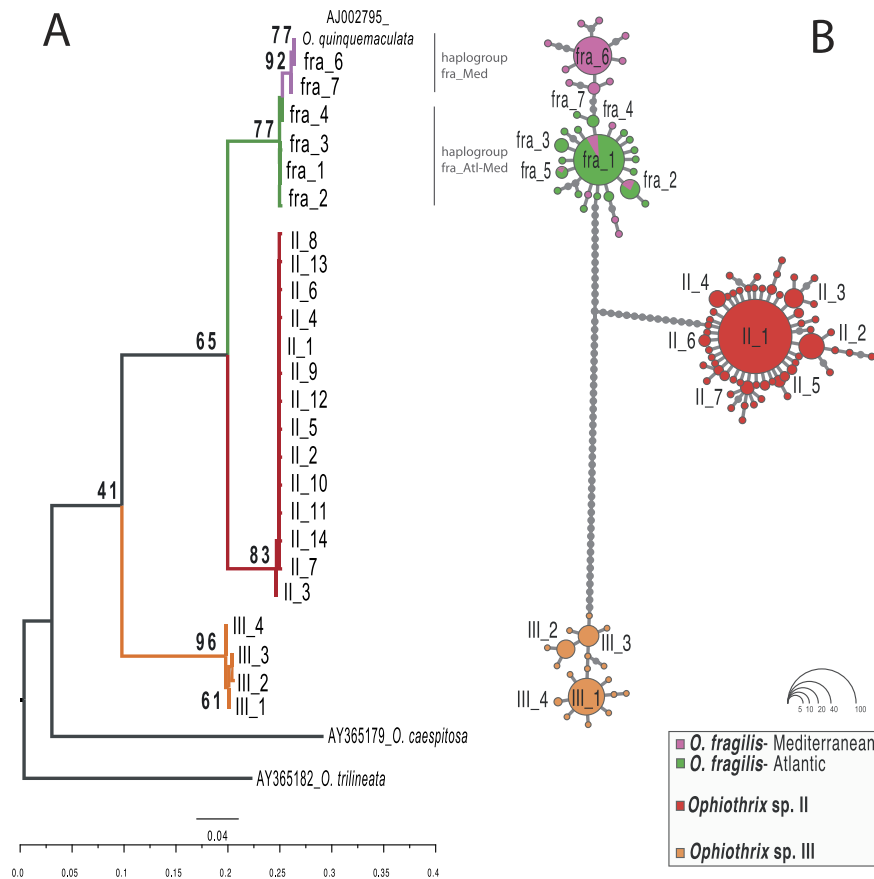 A
AJ002795_
O. quinquemaculata
77
92
fra_6
fra_7
haplogroup
fra_Med
77
fra_4
fra_3
fra_1
fra_2
haplogroup
fra_Atl-Med
65
II_8
II_13
II_6
II_4
II_1
II_9
II_12
II_5
II_2
II_10
II_11
II_14
II_7
II_3
83
41
96
61
III_4
III_3
III_2
III_1
AY365179_O. caespitosa
AY365182_O. trilineata
0.04
0.0 0.05 0.1 0.15 0.2 0.25 0.3 0.35 0.4
B
fra_6
fra_7
fra_4
fra_3
fra_1
fra_5
fra_2
II_4
II_3
II_1
II_2
II_6
II_5
II_7
III_2
III_3
III_4
III_1
5 10 20 40 100
O. fragilis- Mediterranean
O. fragilis- Atlantic
Ophiothrix sp. II
Ophiothrix sp. III